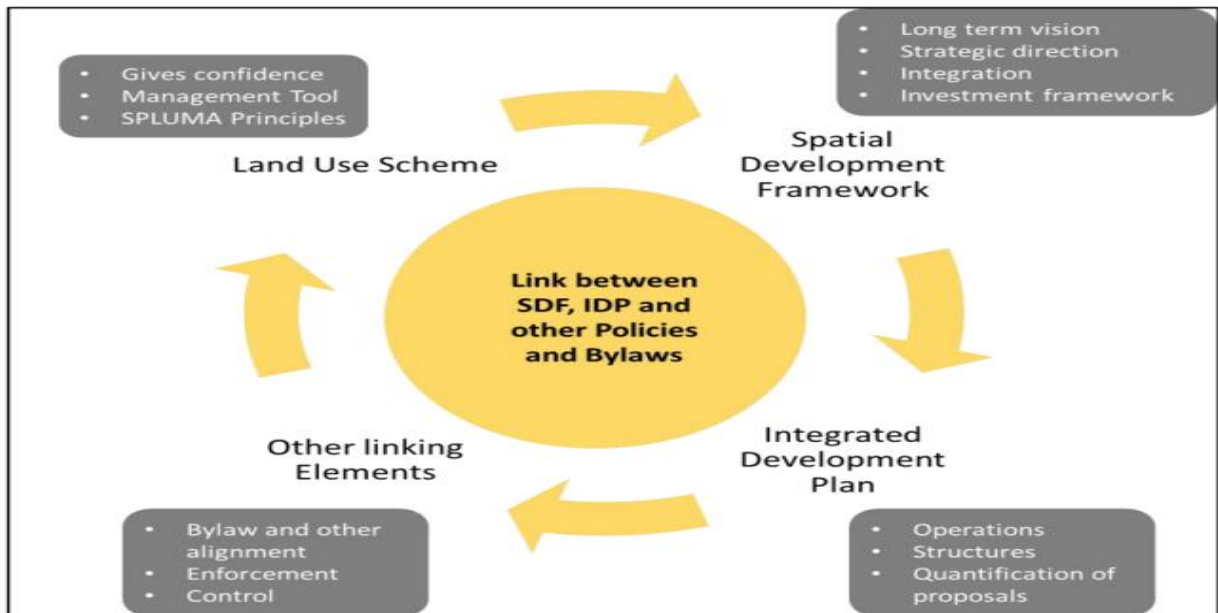 • Gives confidence
• Management Tool
• SPLUMA Principles
Land Use Scheme
• Long term vision
• Strategic direction
• Integration
• Investment framework
Spatial
Development
Framework
Link between
SDF, IDP and
other Policies
and Bylaws
Other linking
Elements
• Bylaw and other
alignment
• Enforcement
• Control
Integrated
Development
Plan
• Operations
• Structures
• Quantification of
proposals